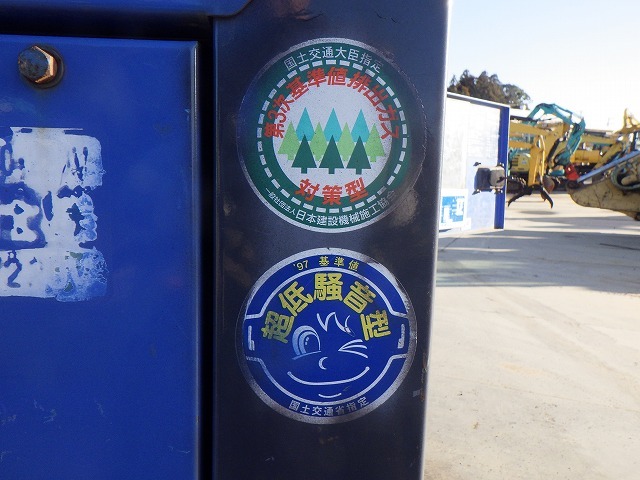 国土交通大臣指定
第3次基準値排出ガス
対策型
一般社団法人日本建設機械施工協会
'97 基準値
超低騒音型
国土交通省指定